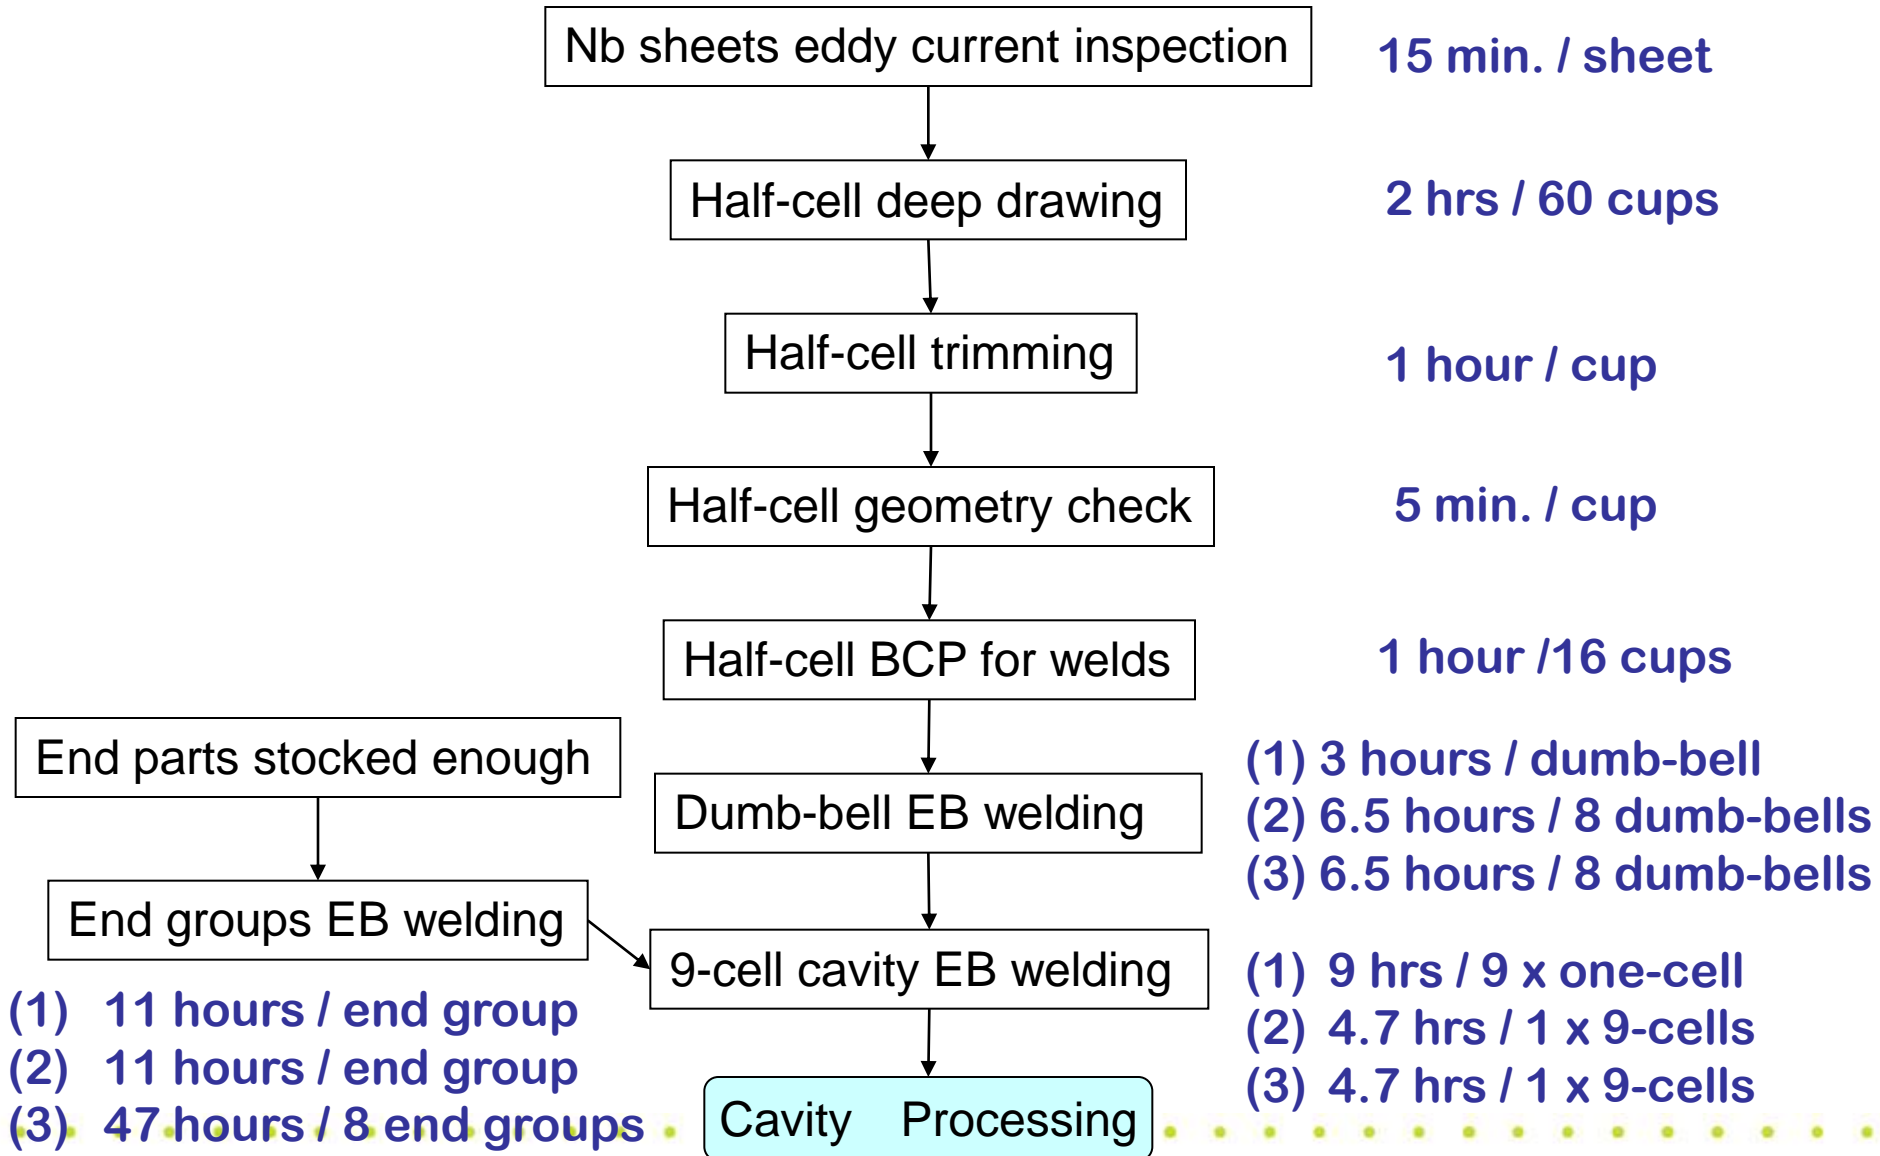 Nb sheets eddy current inspection
15 min. / sheet
Half-cell deep drawing
2 hrs / 60 cups
Half-cell trimming
1 hour / cup
Half-cell geometry check
5 min. / cup
Half-cell BCP for welds
1 hour /16 cups
End parts stocked enough
Dumb-bell EB welding
(1) 3 hours / dumb-bell
(2) 6.5 hours / 8 dumb-bells
(3) 6.5 hours / 8 dumb-bells
End groups EB welding
(1) 11 hours / end group
(2) 11 hours / end group
(3) 47 hours / 8 end groups
9-cell cavity EB welding
(1) 9 hrs / 9 x one-cell
(2) 4.7 hrs / 1 x 9-cells
(3) 4.7 hrs / 1 x 9-cells
Cavity Processing